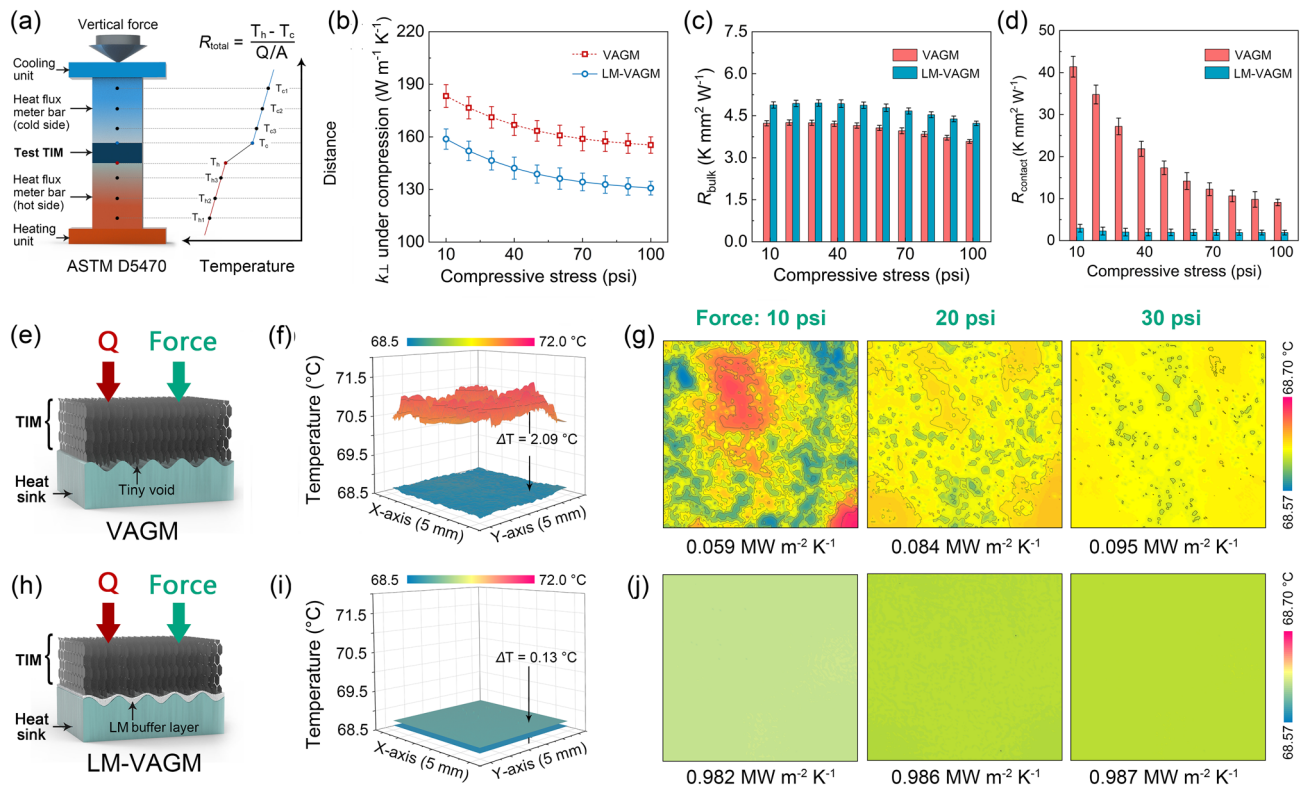 (a)
Vertical force
R_total = (T_h - T_c) / (Q/A)
Cooling
unit
Heat flux
meter bar
(cold side)
Test TIM
Heat flux
meter bar
(hot side)
Heating
unit
T_c1
T_c2
T_c3
T_c
T_h
T_h3
T_h2
T_h1
Distance
ASTM D5470
Temperature
(b)
k⊥ under compression (W m⁻¹ K⁻¹)
220
190
160
130
100
VAGM
LM-VAGM
10
40
70
100
Compressive stress (psi)
(c)
R_bulk (K mm² W⁻¹)
7.5
6.0
4.5
3.0
1.5
0.0
VAGM
LM-VAGM
10
40
70
100
Compressive stress (psi)
(d)
R_contact (K mm² W⁻¹)
50
40
30
20
10
0
VAGM
LM-VAGM
10
40
70
100
Compressive stress (psi)
(e)
Q
Force
TIM
Heat
sink
Tiny void
VAGM
(f)
68.5
72.0 °C
Temperature (°C)
71.5
70.5
69.5
68.5
ΔT = 2.09 °C
X-axis (5 mm)
Y-axis (5 mm)
(g)
Force: 10 psi
20 psi
30 psi
0.059 MW m⁻² K⁻¹
0.084 MW m⁻² K⁻¹
0.095 MW m⁻² K⁻¹
68.70 °C
68.57
(h)
Q
Force
TIM
Heat
sink
LM buffer layer
LM-VAGM
(i)
68.5
72.0 °C
Temperature (°C)
71.5
70.5
69.5
68.5
ΔT = 0.13 °C
X-axis (5 mm)
Y-axis (5 mm)
(j)
0.982 MW m⁻² K⁻¹
0.986 MW m⁻² K⁻¹
0.987 MW m⁻² K⁻¹
68.70 °C
68.57